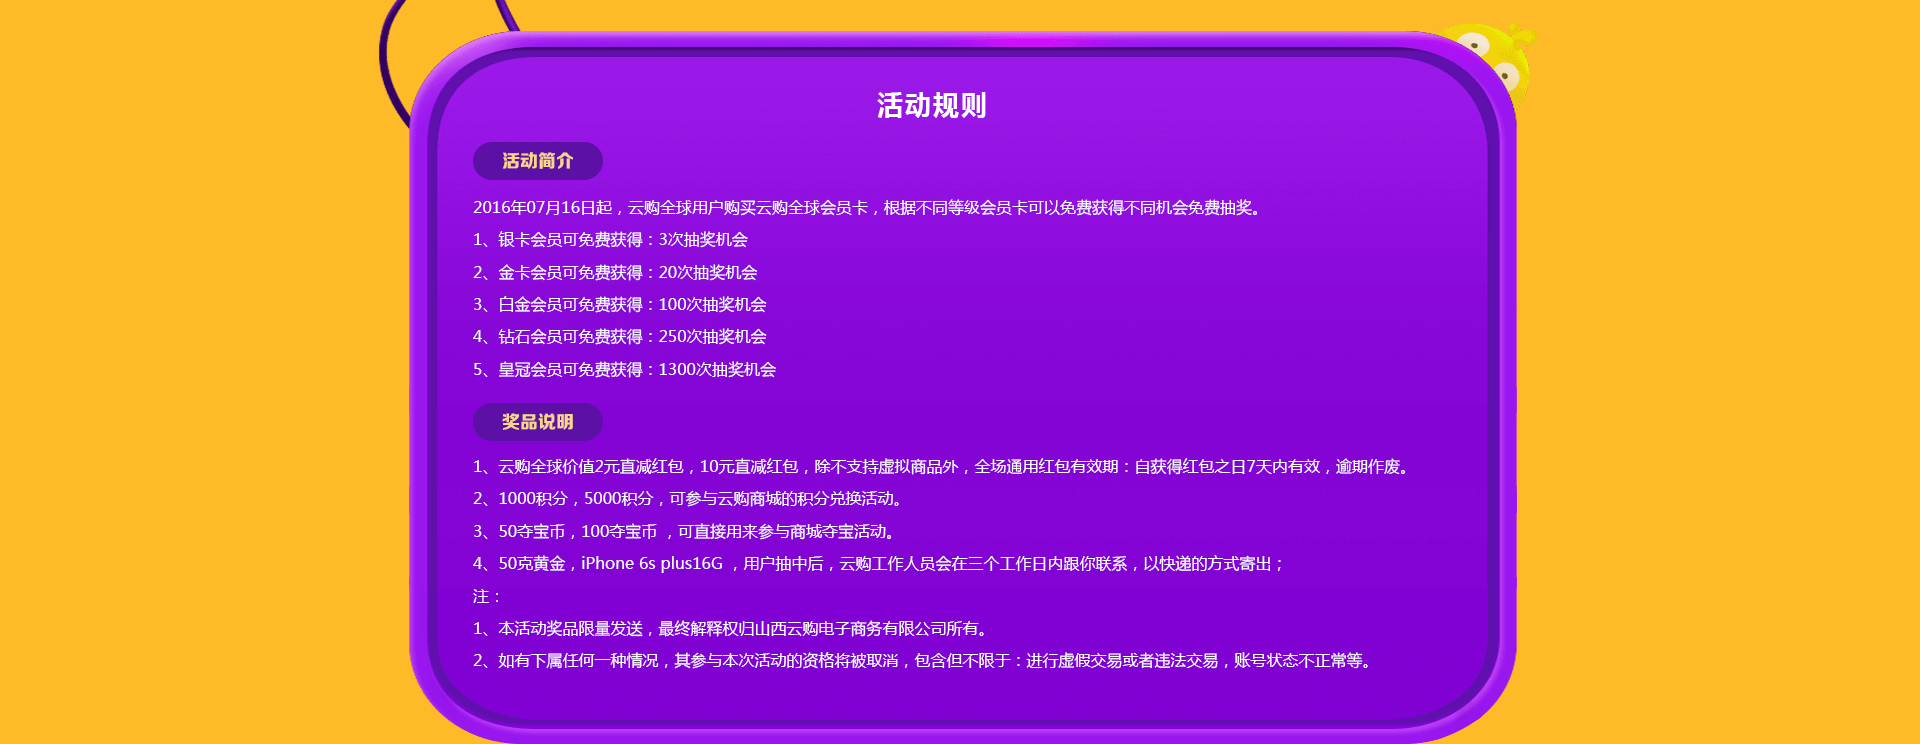 活动规则
活动简介
2016年07月16日起，云购全球用户购买云购全球会员卡，根据不同等级会员卡可以免费获得不同机会免费抽奖。
1、银卡会员可免费获得：3次抽奖机会
2、金卡会员可免费获得：20次抽奖机会
3、白金会员可免费获得：100次抽奖机会
4、钻石会员可免费获得：250次抽奖机会
5、皇冠会员可免费获得：1300次抽奖机会
奖品说明
1、云购全球价值2元直减红包，10元直减红包，除不支持虚拟商品外，全场通用红包有效期：自获得红包之日7天内有效，逾期作废。
2、1000积分，5000积分，可参与云购商城的积分兑换活动。
3、50夺宝币，100夺宝币 ，可直接用来参与商城夺宝活动。
4、50克黄金，iPhone 6s plus16G ，用户抽中后，云购工作人员会在三个工作日内跟你联系，以快递的方式寄出；
注：
1、本活动奖品限量发送，最终解释权归山西云购电子商务有限公司所有。
2、如有下属任何一种情况，其参与本次活动的资格将被取消，包含但不限于：进行虚假交易或者违法交易，账号状态不正常等。